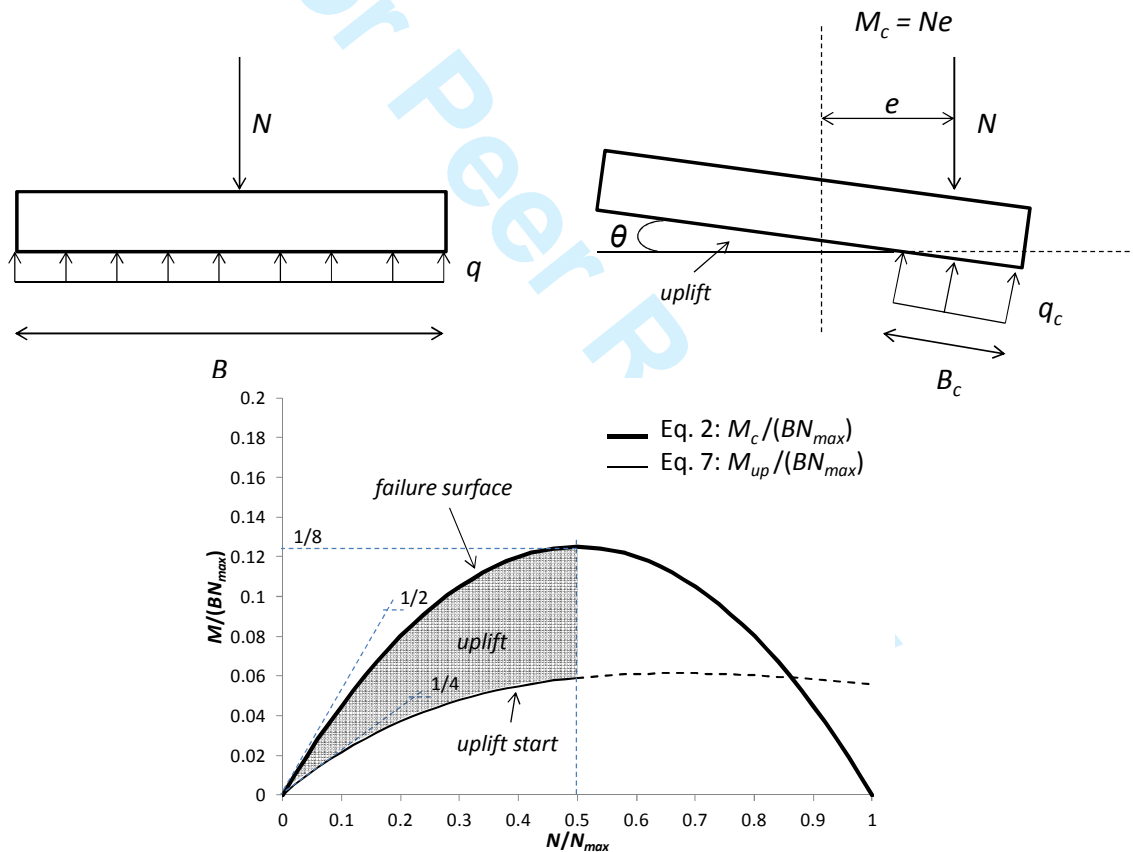 or Peer R
N
q
B
M_c = Ne
e
N
θ
uplift
q_c
B_c
0.2
0.18
0.16
0.14
0.12
0.1
0.08
0.06
0.04
0.02
0
M/(BN_max)
Eq. 2: M_c/(BN_max)
Eq. 7: M_up/(BN_max)
failure surface
1/8
1/2
uplift
1/4
uplift start
0 0.1 0.2 0.3 0.4 0.5 0.6 0.7 0.8 0.9 1
N/N_max